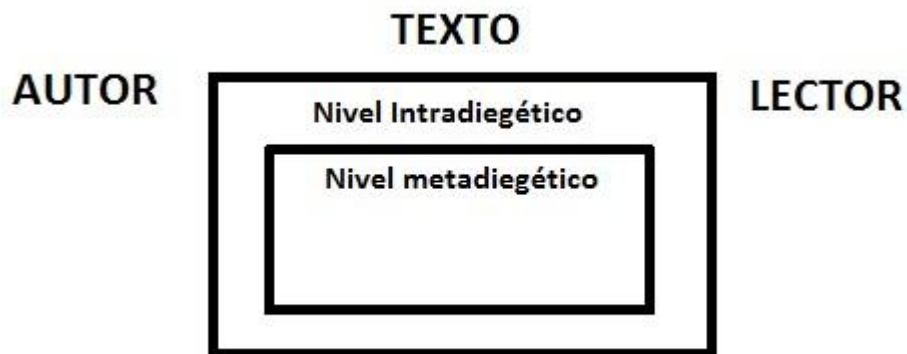 TEXTO
AUTOR
LECTOR
Nivel Intradiegético
Nivel metadiegético